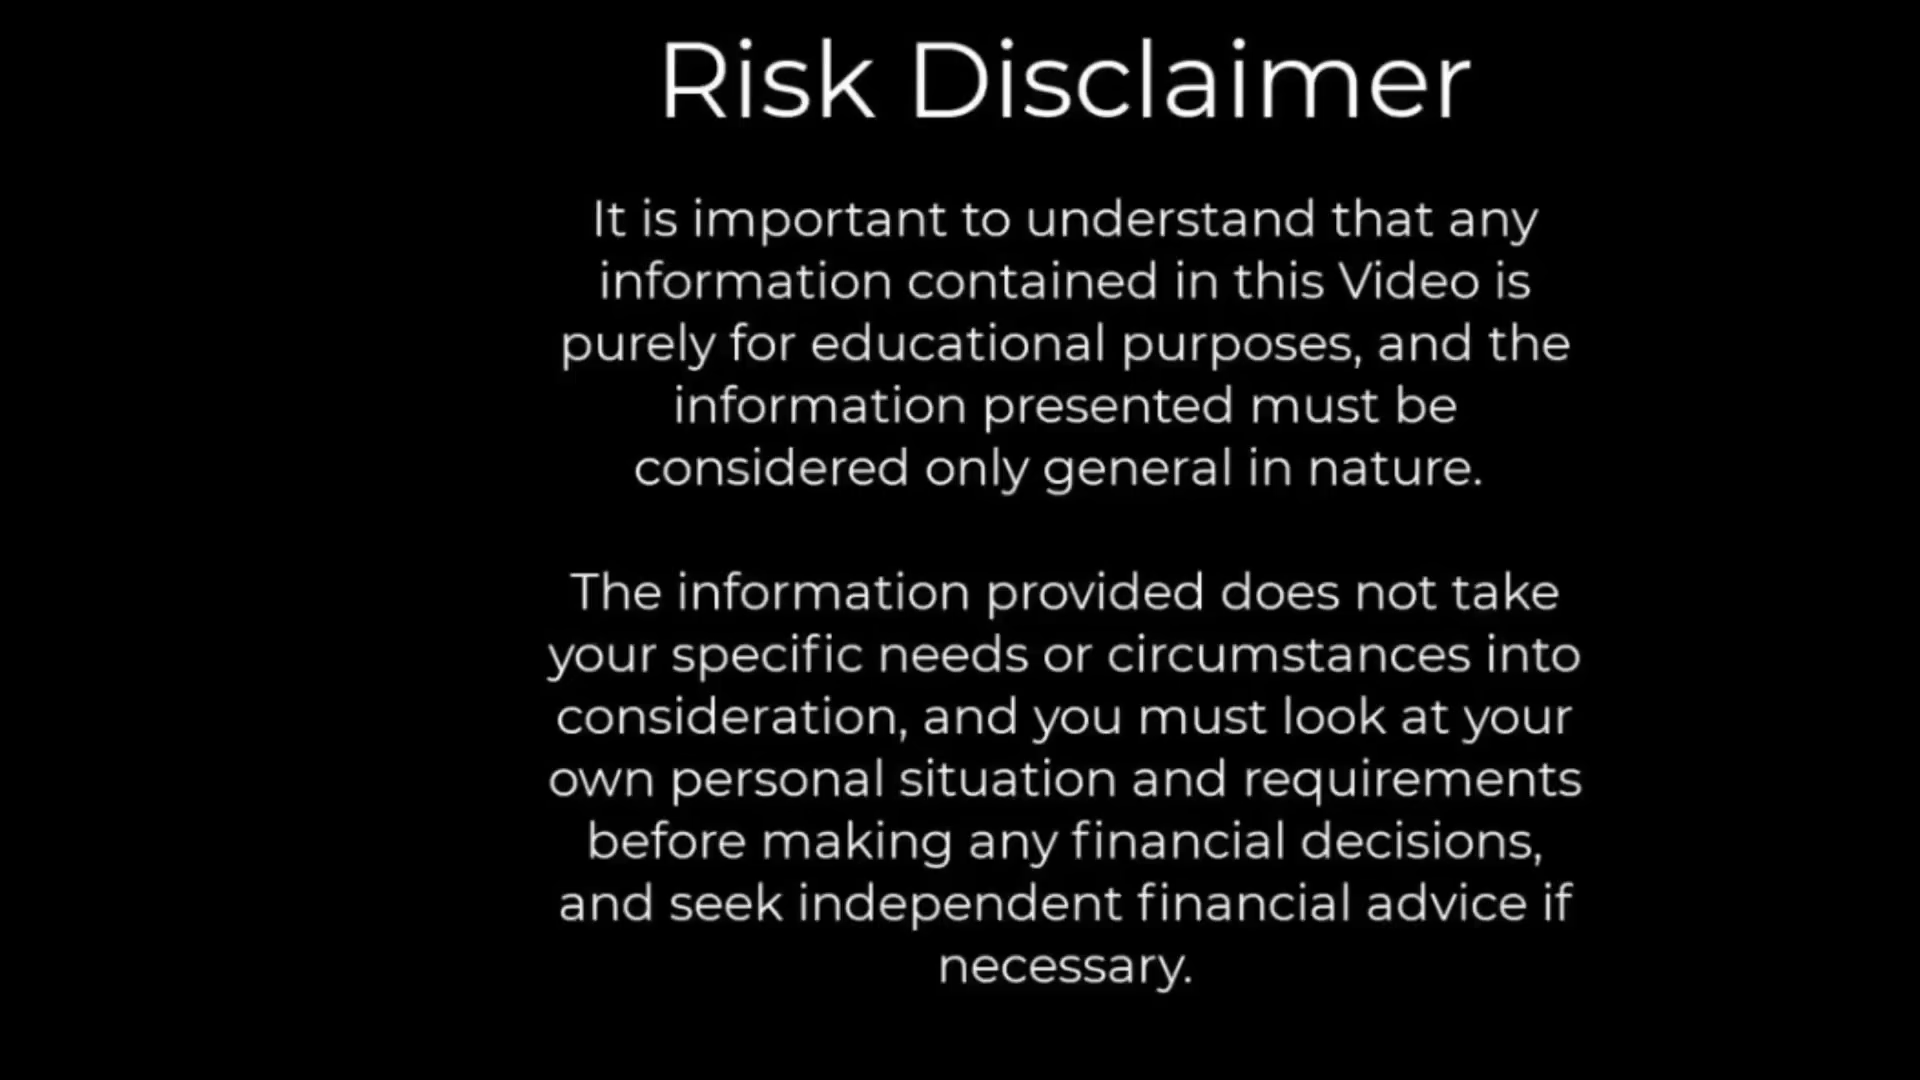 Risk Disclaimer
It is important to understand that any
information contained in this Video is
purely for educational purposes, and the
information presented must be
considered only general in nature.
The information provided does not take
your specific needs or circumstances into
consideration, and you must look at your
own personal situation and requirements
before making any financial decisions,
and seek independent financial advice if
necessary.